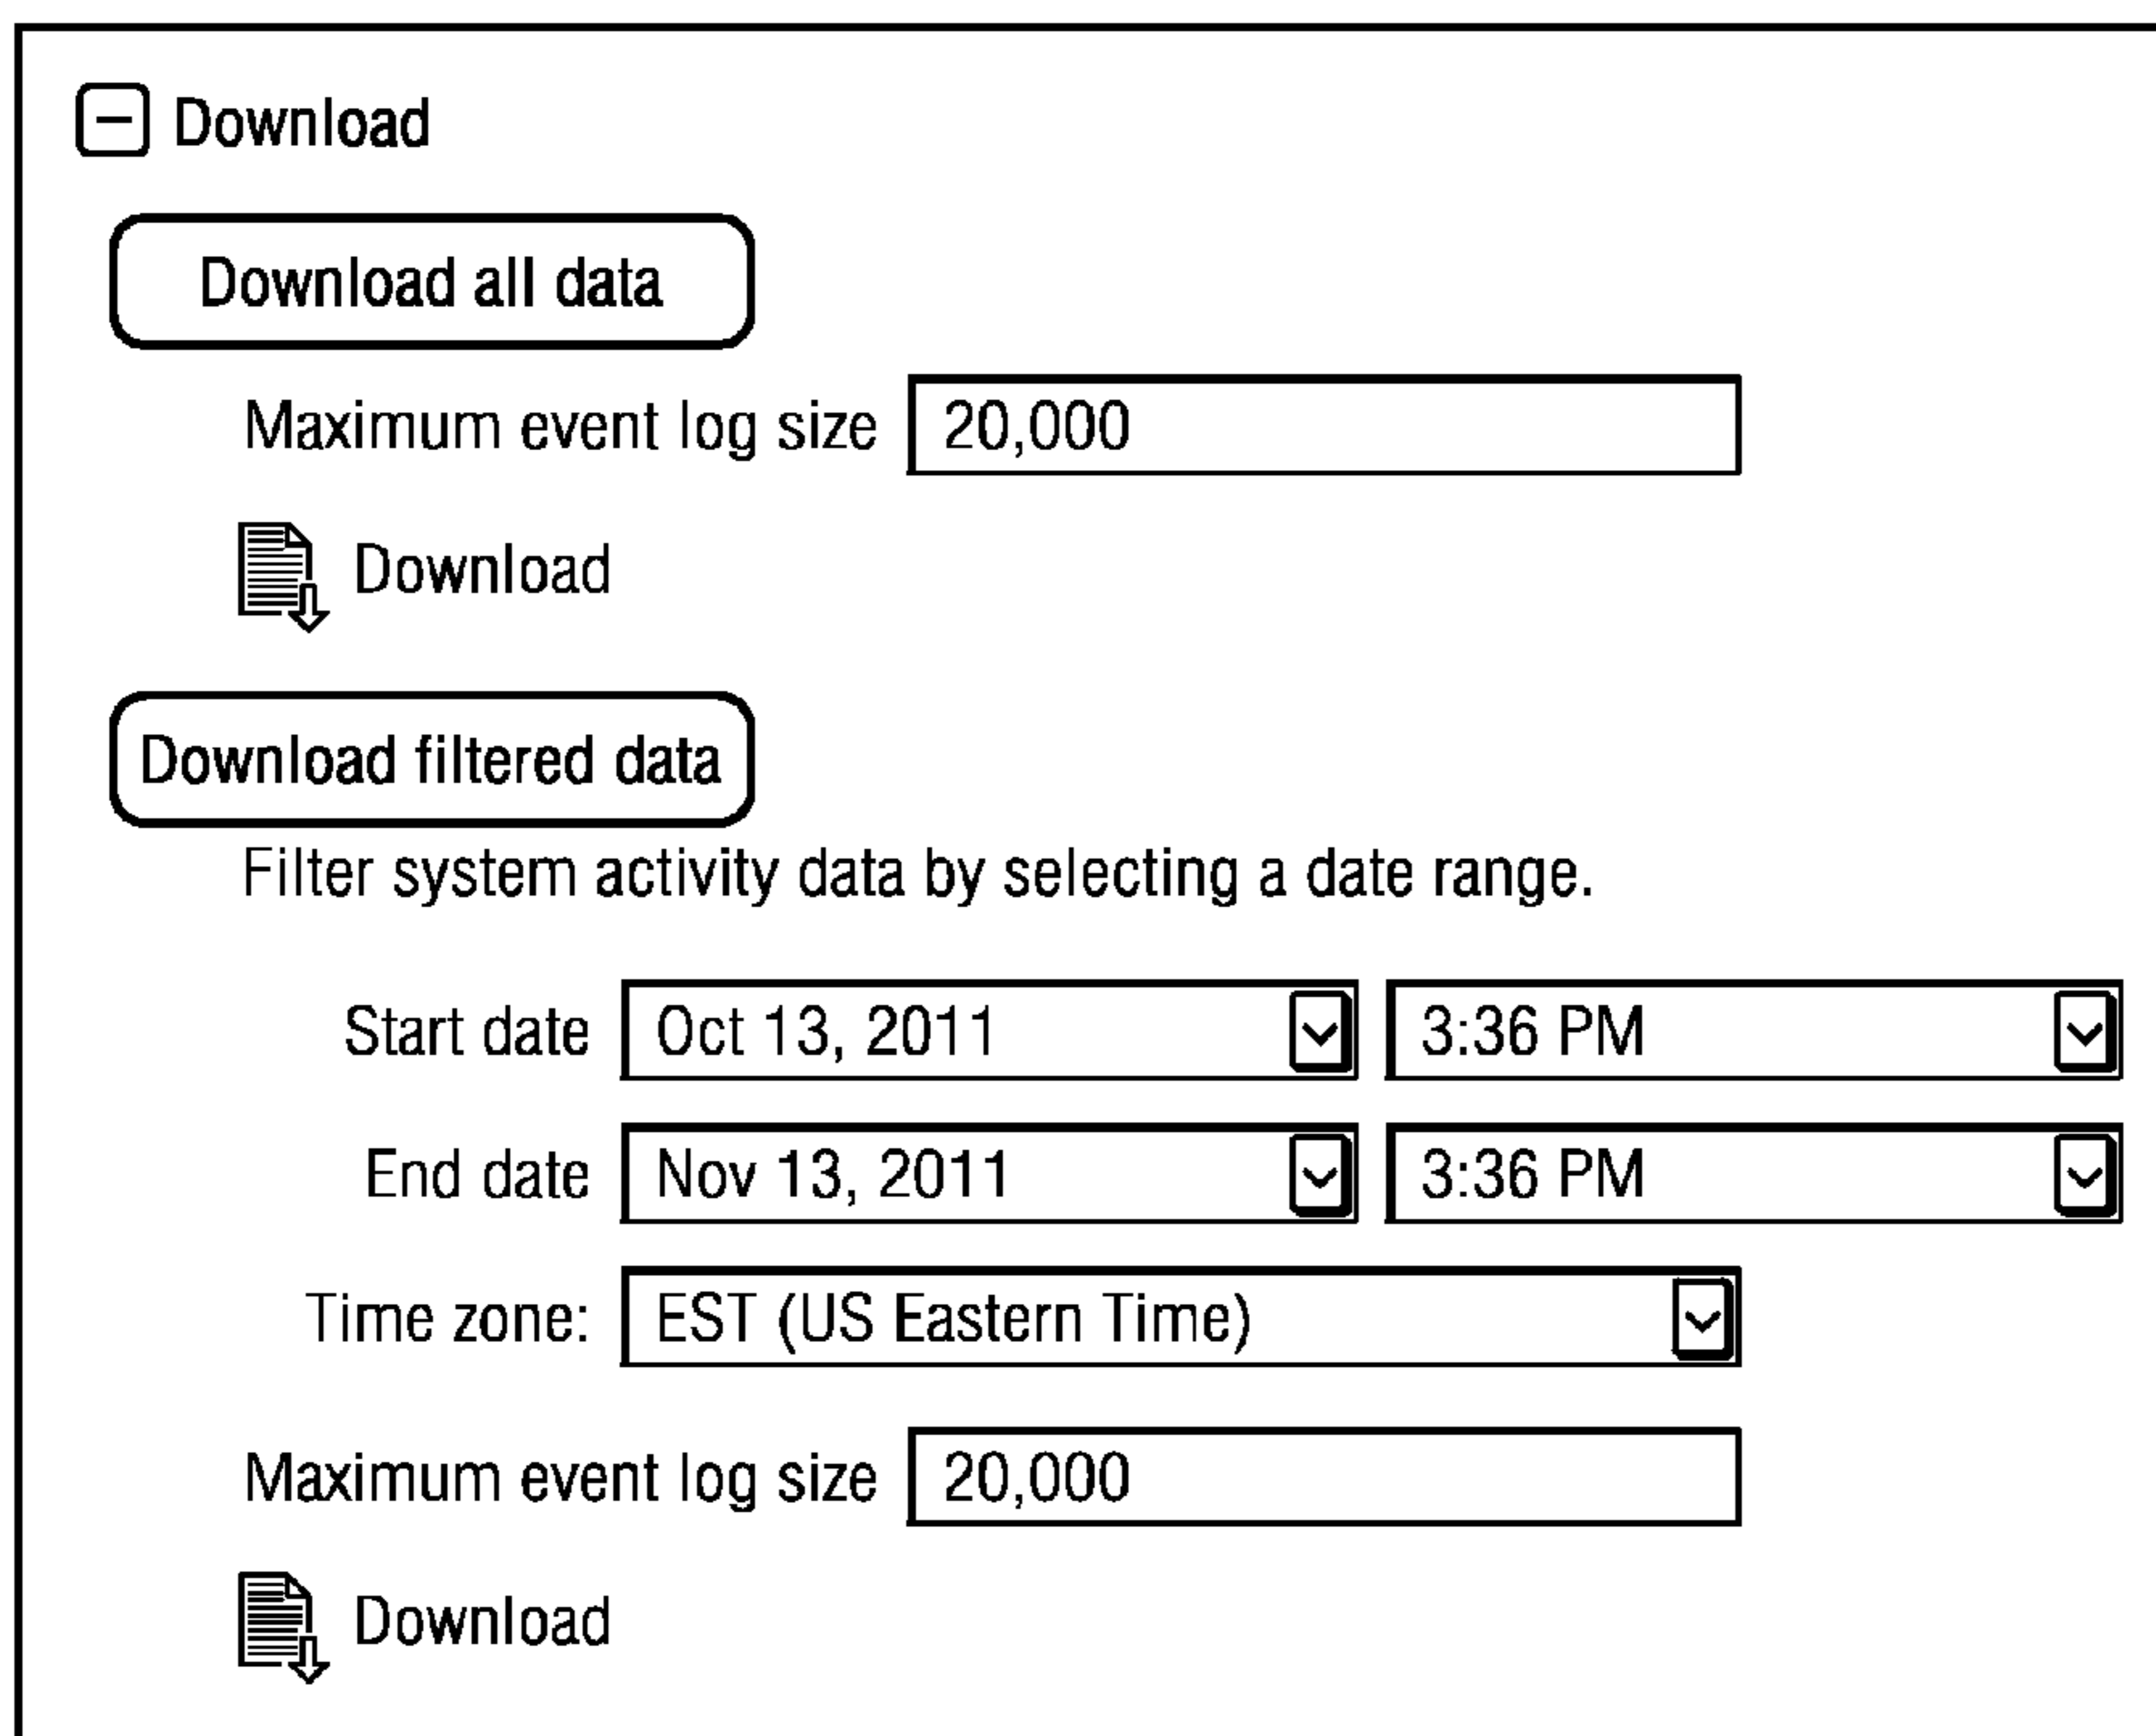 Download
Download all data
Maximum event log size 20,000
Download
Download filtered data
Filter system activity data by selecting a date range.
Start date Oct 13, 2011 3:36 PM
End date Nov 13, 2011 3:36 PM
Time zone: EST (US Eastern Time)
Maximum event log size 20,000
Download